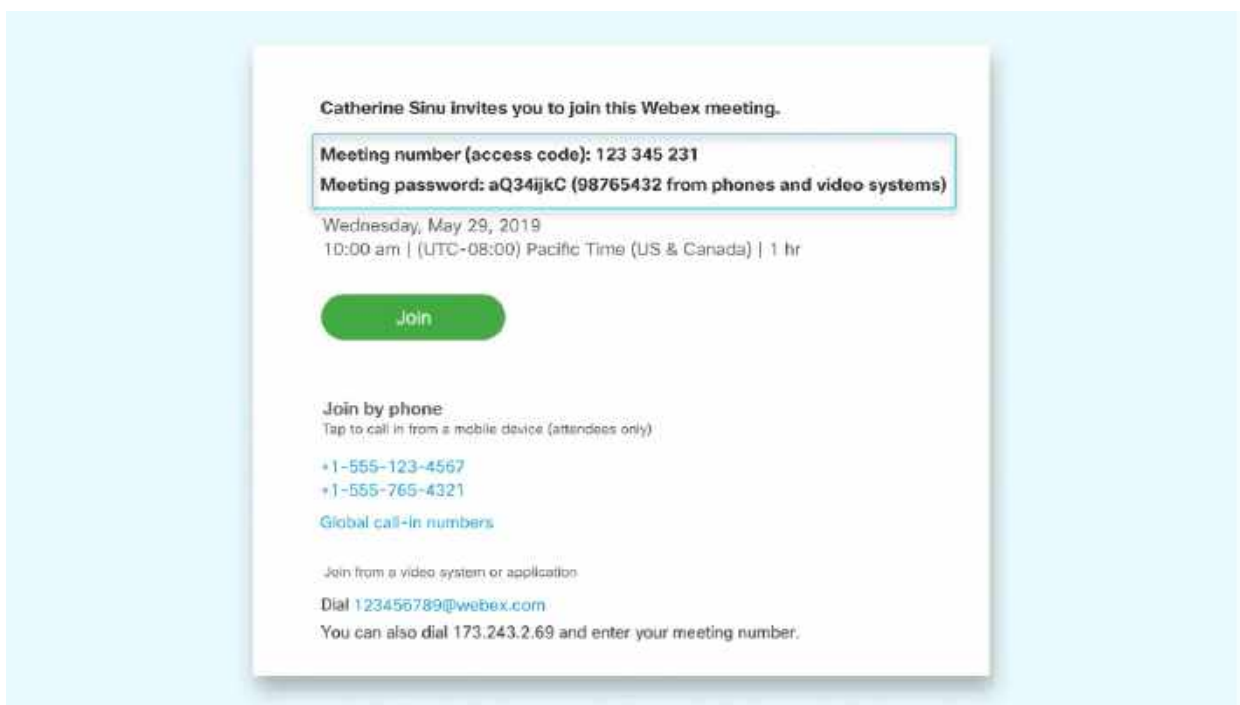 Catherine Sinu invites you to join this Webex meeting.
Meeting number (access code): 123 345 231
Meeting password: aQ34ijkC (98765432 from phones and video systems)
Wednesday, May 29, 2019
10:00 am | (UTC-08:00) Pacific Time (US & Canada) | 1 hr
Join
Join by phone
Tap to call in from a mobile device (attendees only)
+1-555-123-4567
+1-555-765-4321
Global call-in numbers
Join from a video system or application
Dial 123456789@webex.com
You can also dial 173.243.2.69 and enter your meeting number.